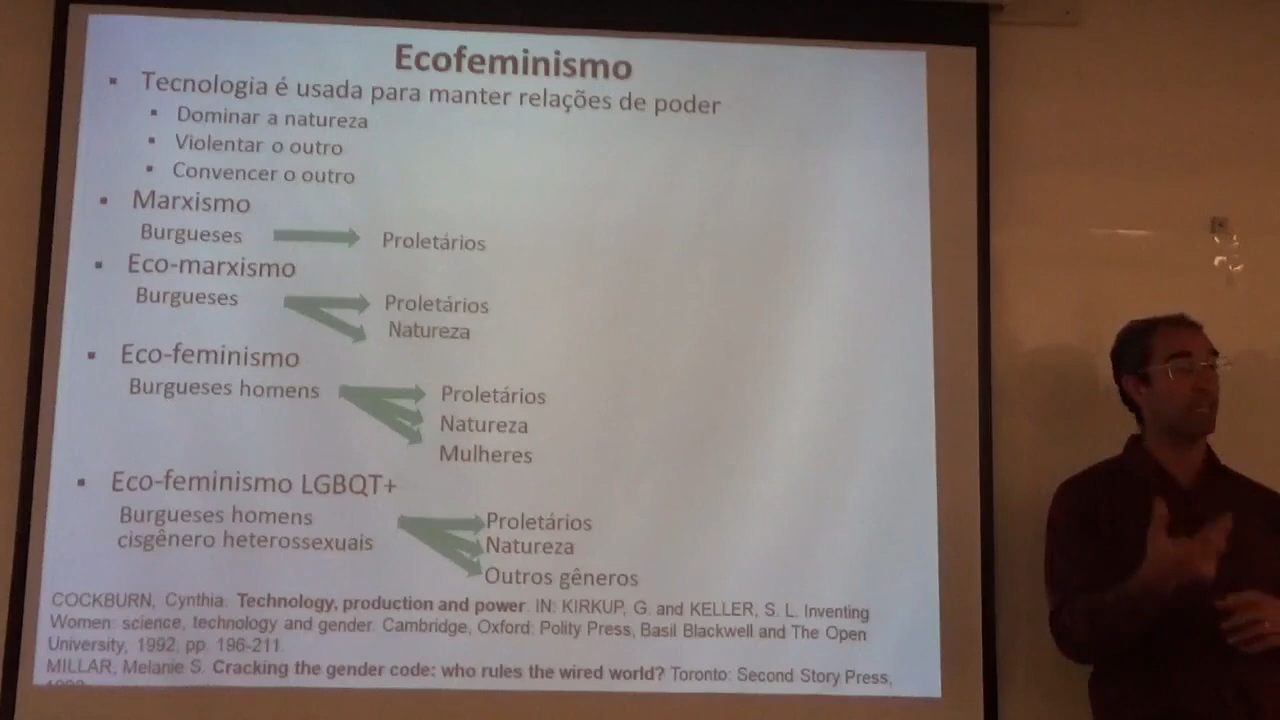 Ecofeminismo
Tecnologia é usada para manter relações de poder
Dominar a natureza
Violentar o outro
Convencer o outro
Marxismo
Burgueses Proletários
Eco-marxismo
Burgueses Proletários
Natureza
Eco-feminismo
Burgueses homens Proletários
Natureza
Mulheres
Eco-feminismo LGBQT+
Burgueses homens Proletários
cisgênero heterossexuais Natureza
Outros gêneros
COCKBURN, Cynthia. Technology, production and power. IN: KIRKUP, G. and KELLER, S. L. Inventing
Women: science, technology and gender. Cambridge, Oxford: Polity Press, Basil Blackwell and The Open
University, 1992, pp. 196-211.
MILLAR, Melanie S. Cracking the gender code: who rules the wired world? Toronto: Second Story Press,